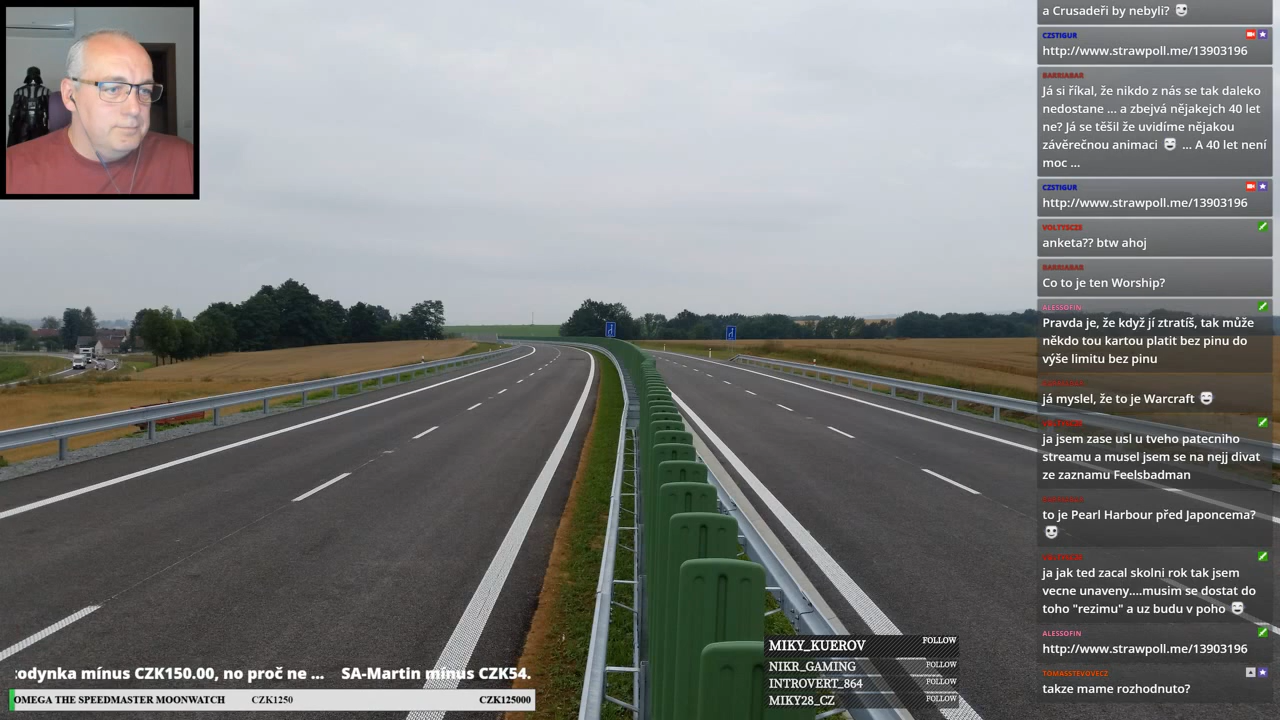 a Crusadeři by nebyli?
CZSTIGUR
http://www.strawpoll.me/13903196
BARRIABAR
Já si říkal, že nikdo z nás se tak daleko
nedostane ... a zbejvá nějakejch 40 let
ne? Já se těšil že uvidíme nějakou
závěrečnou animaci ... A 40 let není
moc ...
CZSTIGUR
http://www.strawpoll.me/13903196
VOLTYSCZE
anketa?? btw ahoj
BARRIABAR
Co to je ten Worship?
ALESSOFIN
Pravda je, že když jí ztratíš, tak může
někdo tou kartou platit bez pinu do
výše limitu bez pinu
já myslel, že to je Warcraft
ja jsem zase usl u tveho patecniho
streamu a musel jsem se na nejj divat
ze zaznamu Feelsbadman
to je Pearl Harbour před Japoncema?
ja jak ted zacal skolni rok tak jsem
vecne unaveny....musim se dostat do
toho "rezimu" a uz budu v poho
ALESSOFIN
http://www.strawpoll.me/13903196
TOMASSTEVOVECZ
takze mame rozhodnuto?
MIKY_KUEROV FOLLOW
NIKR_GAMING FOLLOW
INTROVERT_864 FOLLOW
MIKY28_CZ FOLLOW
odynka mínus CZK150.00, no proč ne ... SA-Martin mínus CZK54.
OMEGA THE SPEEDMASTER MOONWATCH CZK1250 CZK125000